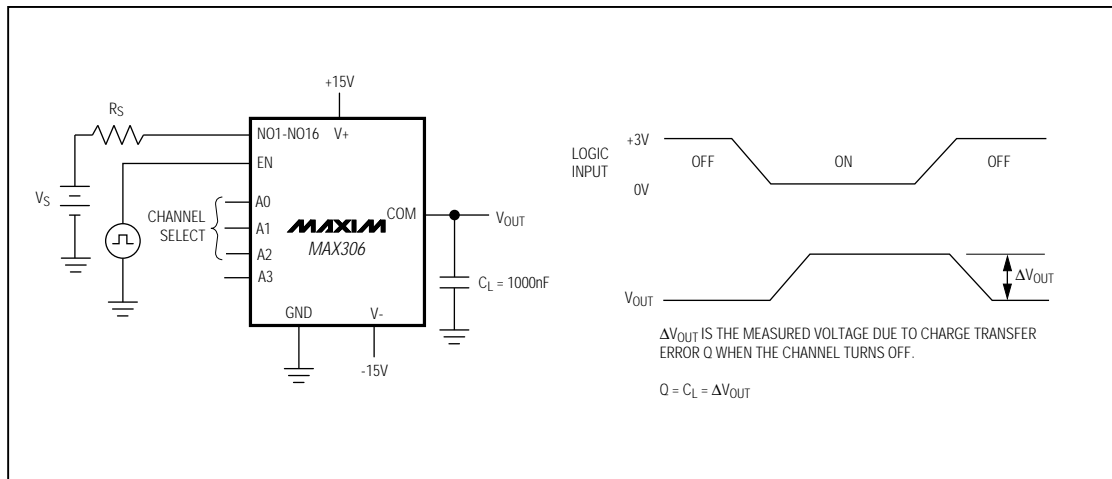 +15V
RS
NO1-NO16 V+
EN
VS
A0
CHANNEL
SELECT
A1
A2
A3
MAXIM
MAX306
COM
VOUT
CL = 1000nF
GND V-
-15V
LOGIC
INPUT
+3V
0V
OFF ON OFF
VOUT
ΔVOUT
ΔVOUT IS THE MEASURED VOLTAGE DUE TO CHARGE TRANSFER
ERROR Q WHEN THE CHANNEL TURNS OFF.
Q = CL = ΔVOUT